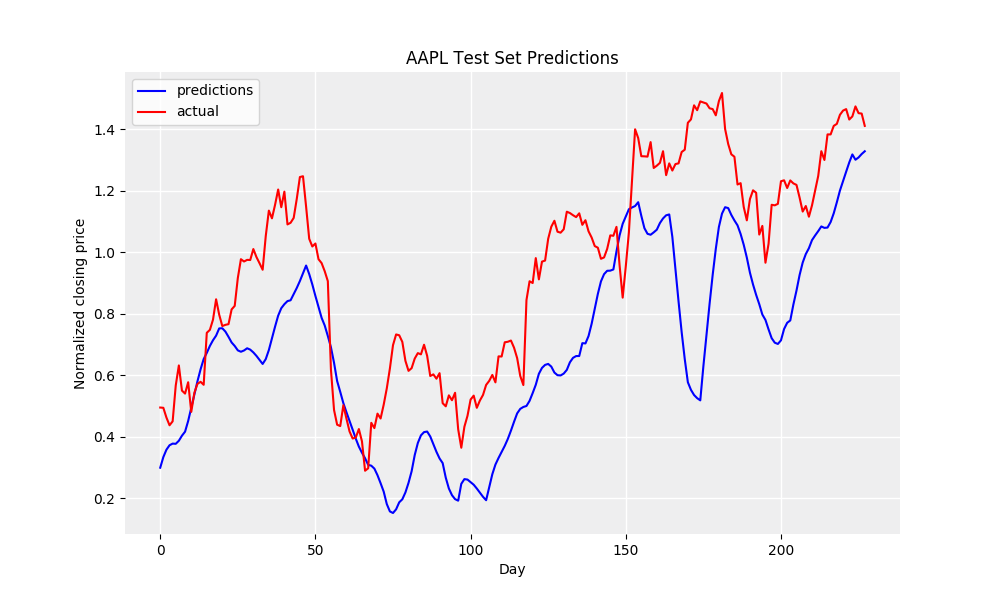 AAPL Test Set Predictions
predictions
actual
Normalized closing price
1.4
1.2
1.0
0.8
0.6
0.4
0.2
0 50 100 150 200
Day